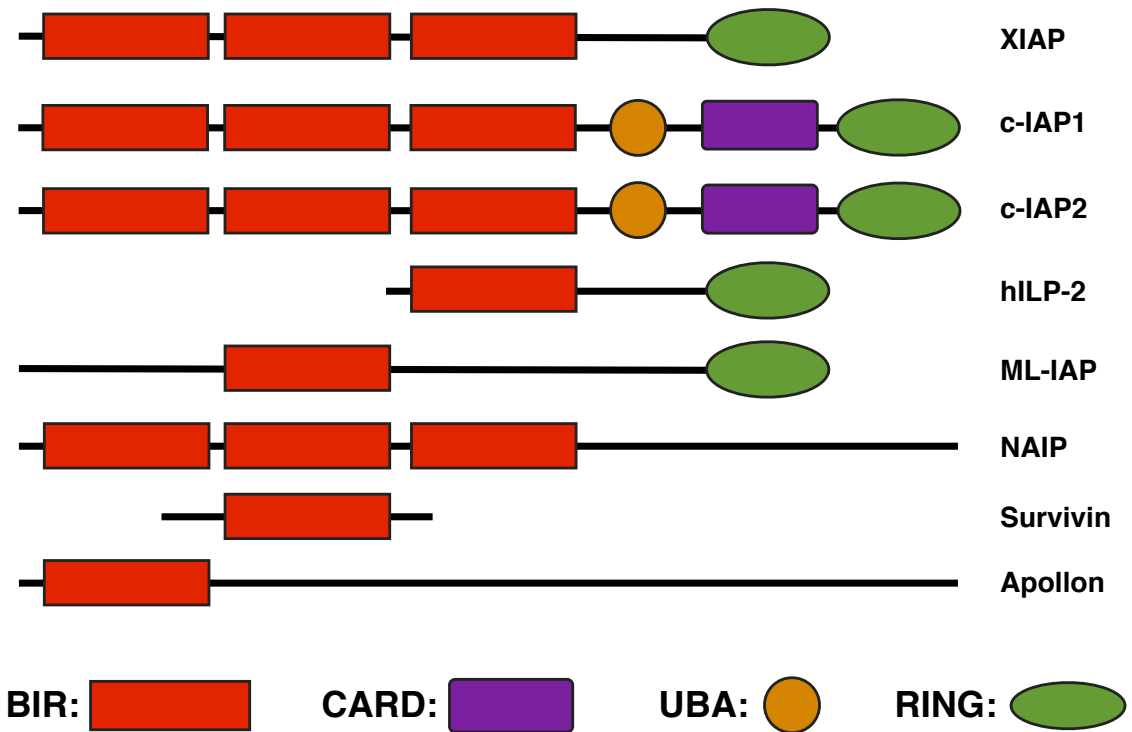 XIAP
c-IAP1
c-IAP2
hILP-2
ML-IAP
NAIP
Survivin
Apollon
BIR: CARD: UBA: RING: